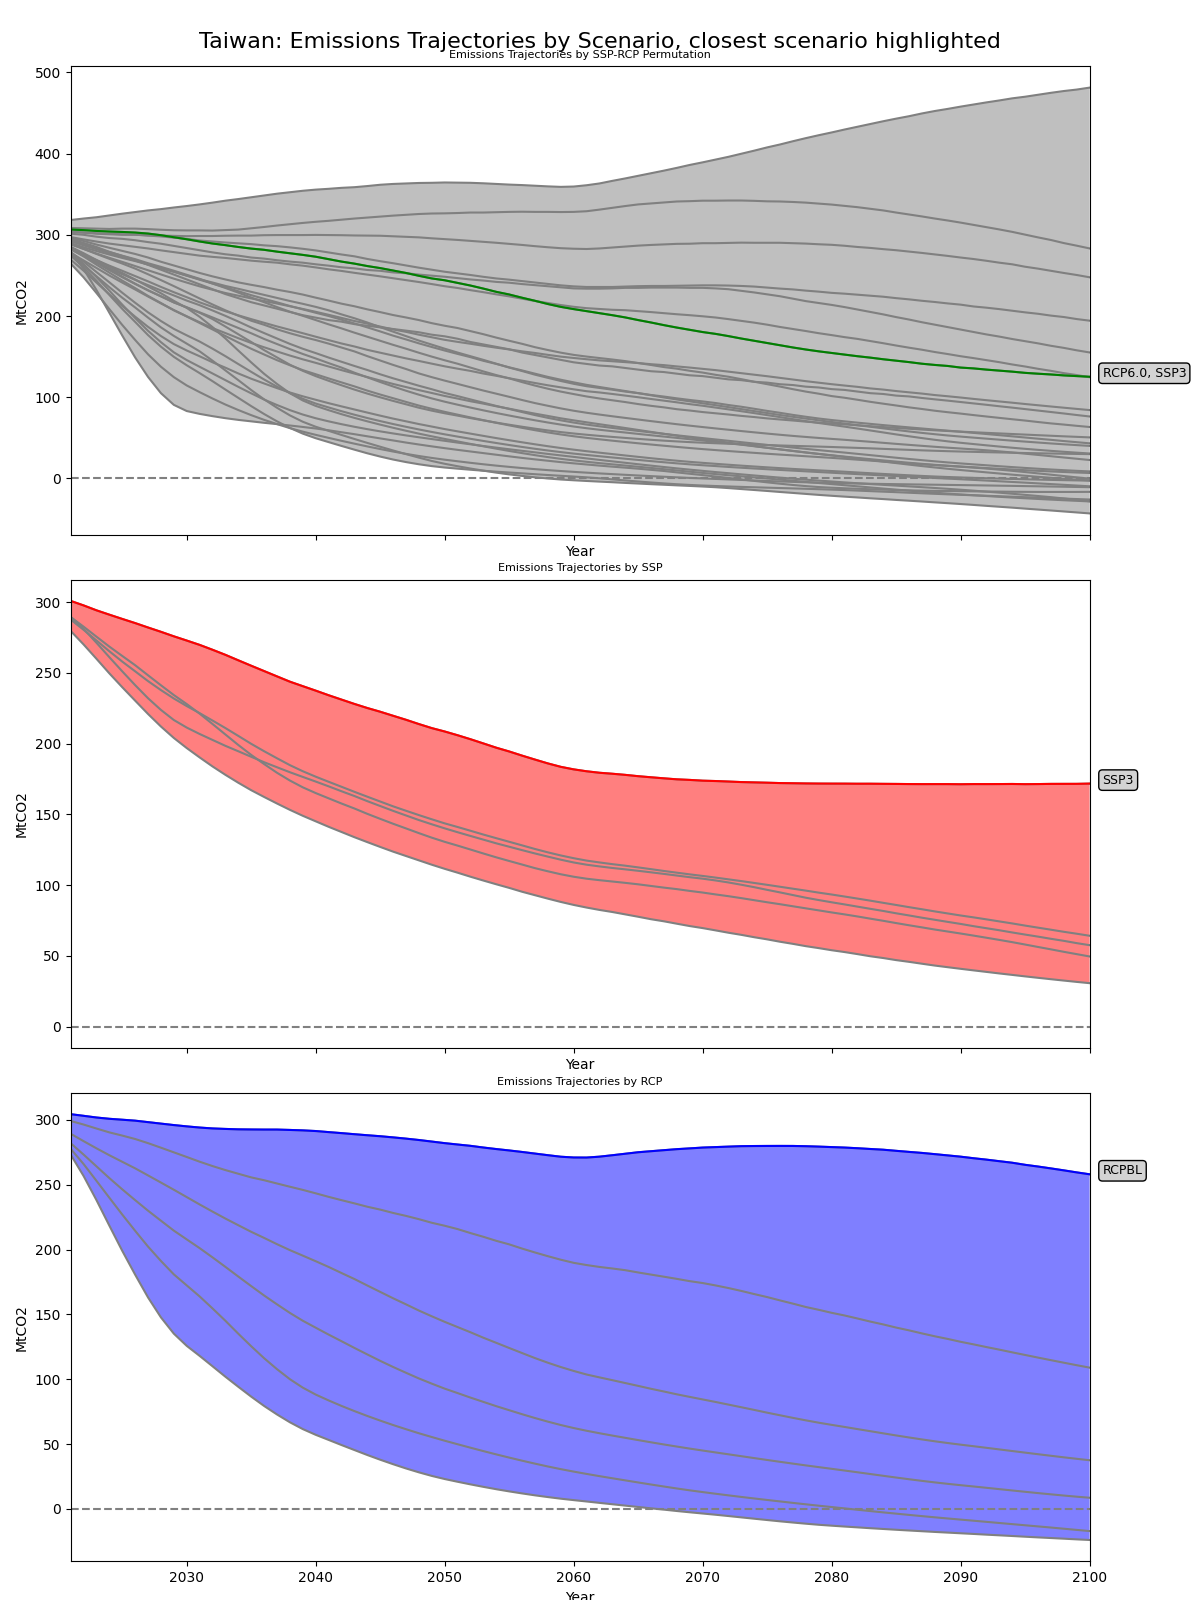 Taiwan: Emissions Trajectories by Scenario, closest scenario highlighted
Emissions Trajectories by SSP-RCP Permutation
500
400
300
200
100
0
MtCO2
RCP6.0, SSP3
Year
Emissions Trajectories by SSP
300
250
200
150
100
50
0
MtCO2
SSP3
Year
Emissions Trajectories by RCP
300
250
200
150
100
50
0
MtCO2
RCPBL
2030 2040 2050 2060 2070 2080 2090 2100
Year